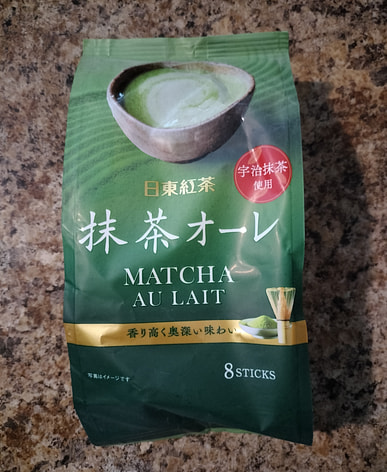 日東紅茶
宇治抹茶
使用
抹茶オーレ
MATCHA
AU LAIT
香り高く奥深い味わい
写真はイメージです
8 STICKS